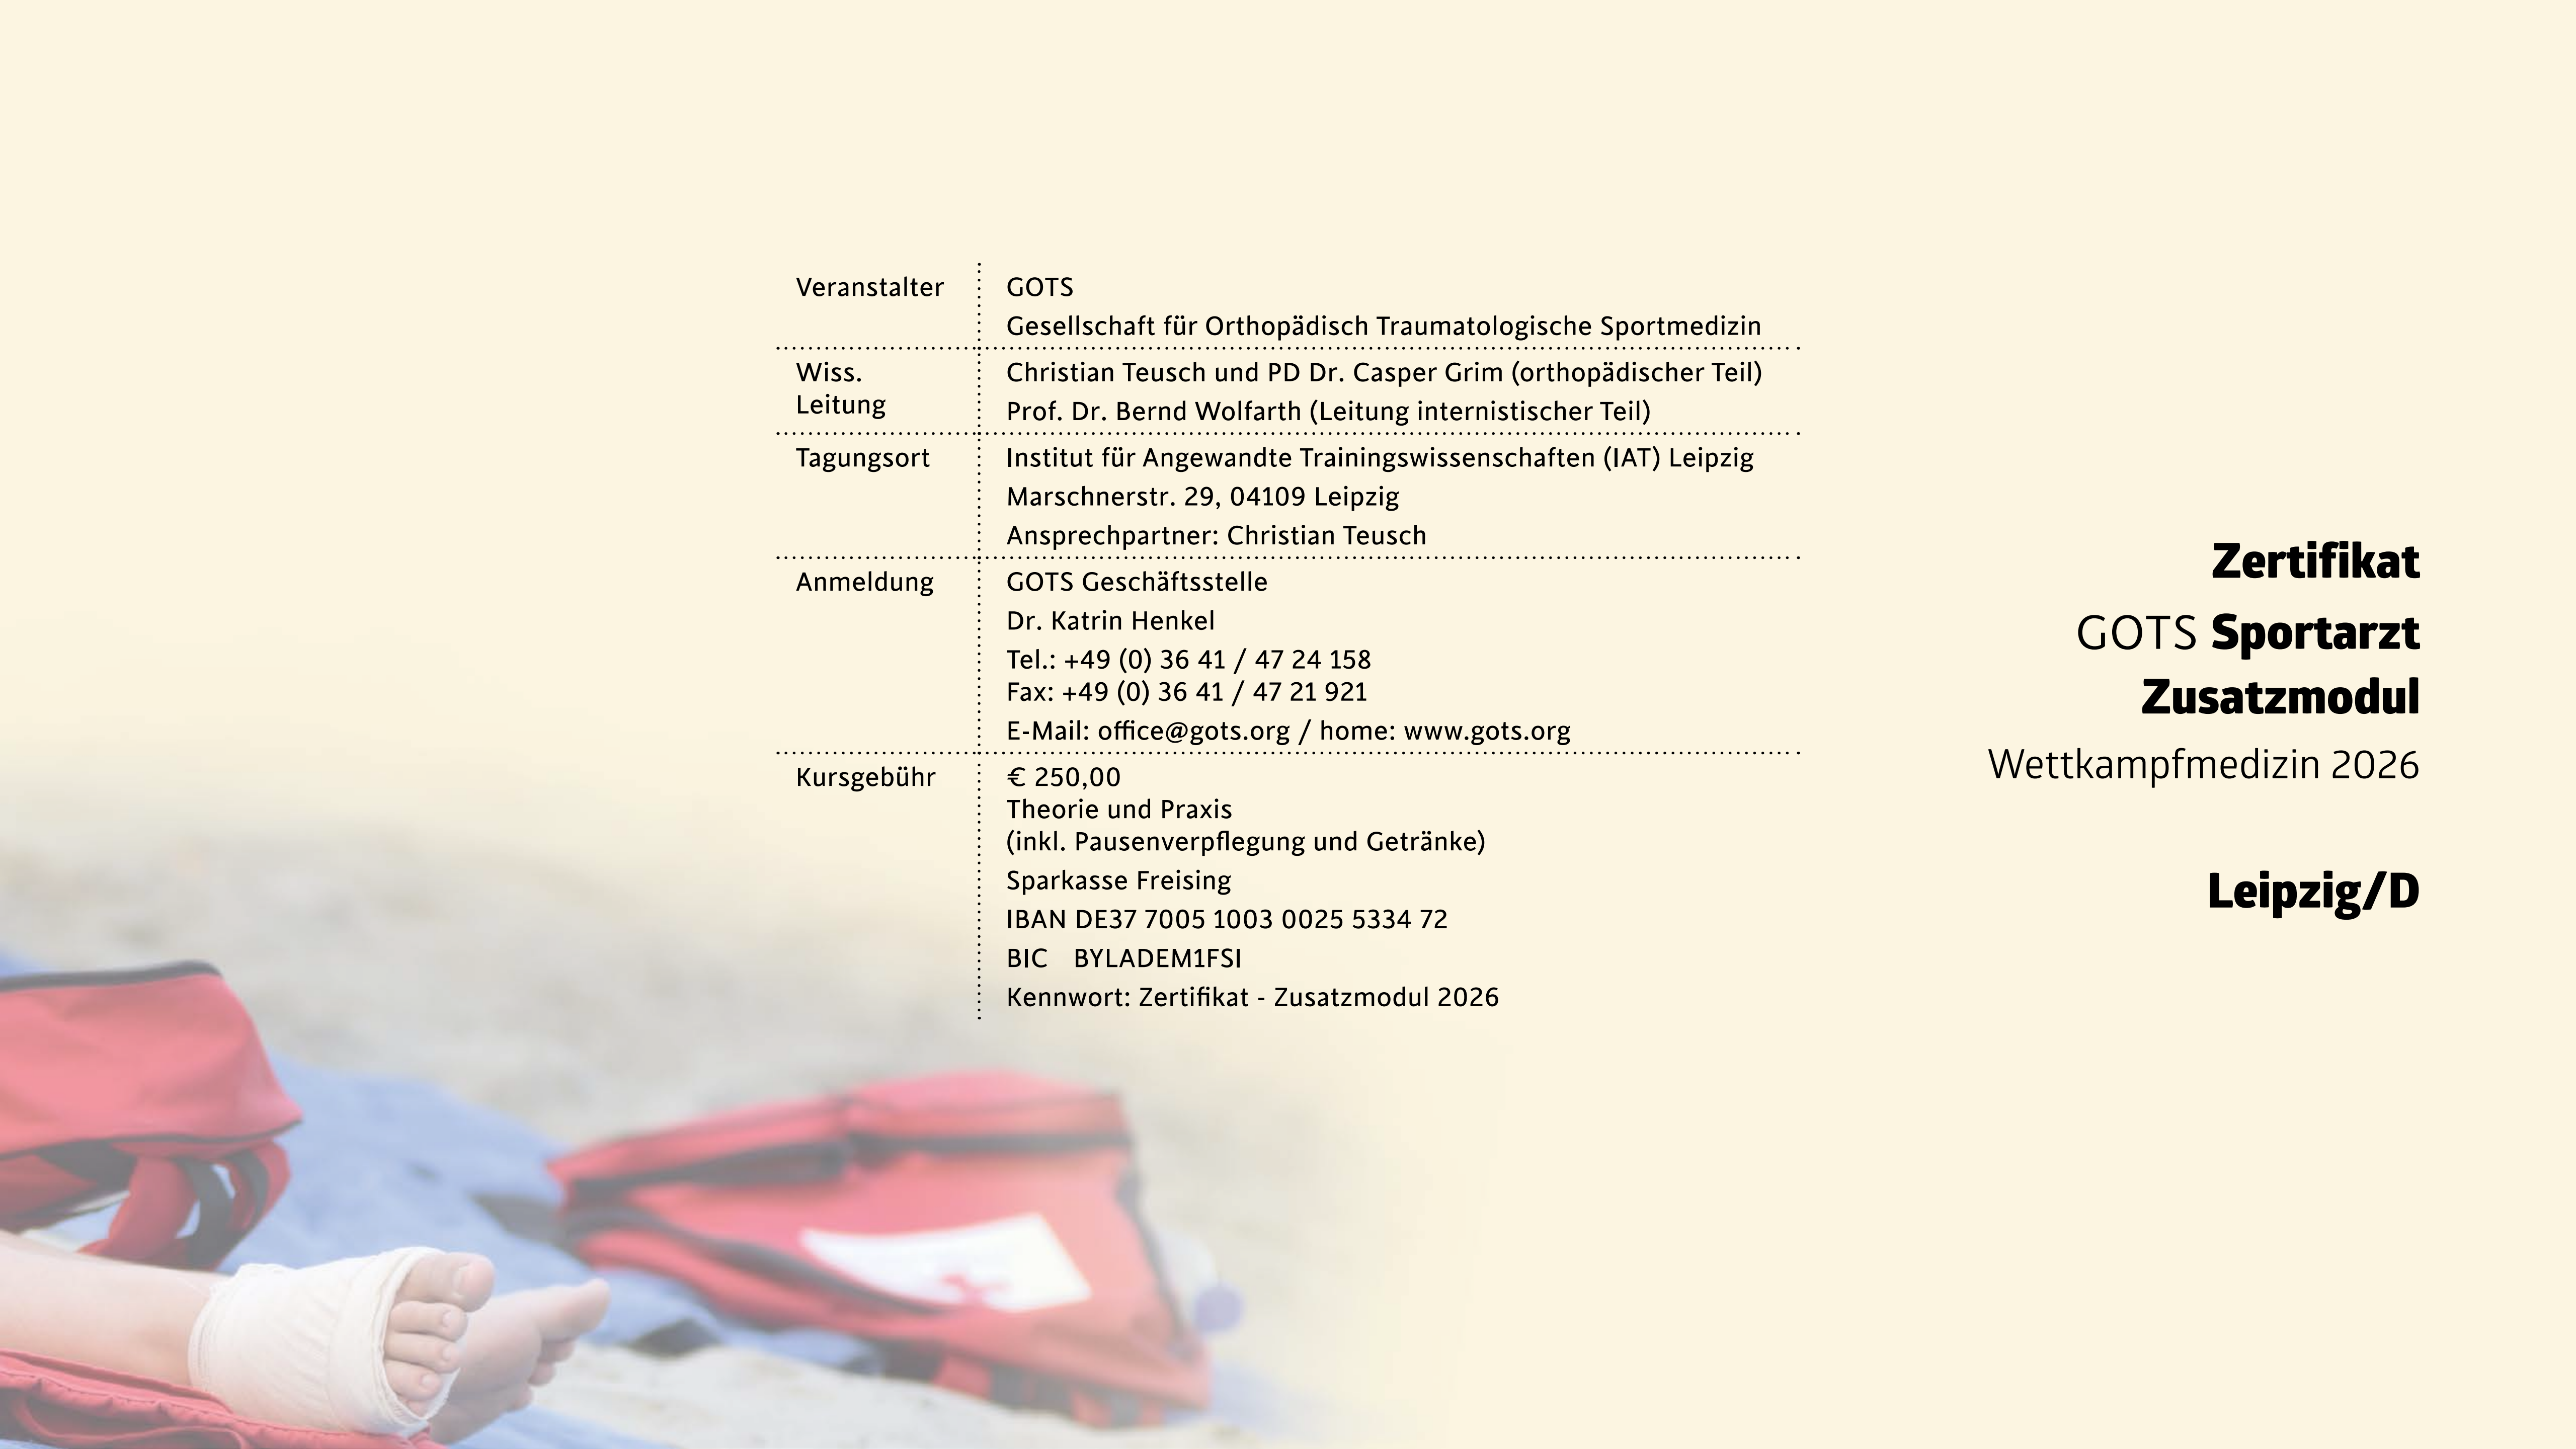 Veranstalter
GOTS
Gesellschaft für Orthopädisch Traumatologische Sportmedizin
Wiss.
Leitung
Christian Teusch und PD Dr. Casper Grim (orthopädischer Teil)
Prof. Dr. Bernd Wolfarth (Leitung internistischer Teil)
Tagungsort
Institut für Angewandte Trainingswissenschaften (IAT) Leipzig
Marschnerstr. 29, 04109 Leipzig
Ansprechpartner: Christian Teusch
Anmeldung
GOTS Geschäftsstelle
Dr. Katrin Henkel
Tel.: +49 (0) 36 41 / 47 24 158
Fax: +49 (0) 36 41 / 47 21 921
E-Mail: office@gots.org / home: www.gots.org
Kursgebühr
€ 250,00
Theorie und Praxis
(inkl. Pausenverpflegung und Getränke)
Sparkasse Freising
IBAN DE37 7005 1003 0025 5334 72
BIC BYLADEM1FSI
Kennwort: Zertifikat - Zusatzmodul 2026
Zertifikat
GOTS Sportarzt
Zusatzmodul
Wettkampfmedizin 2026
Leipzig/D